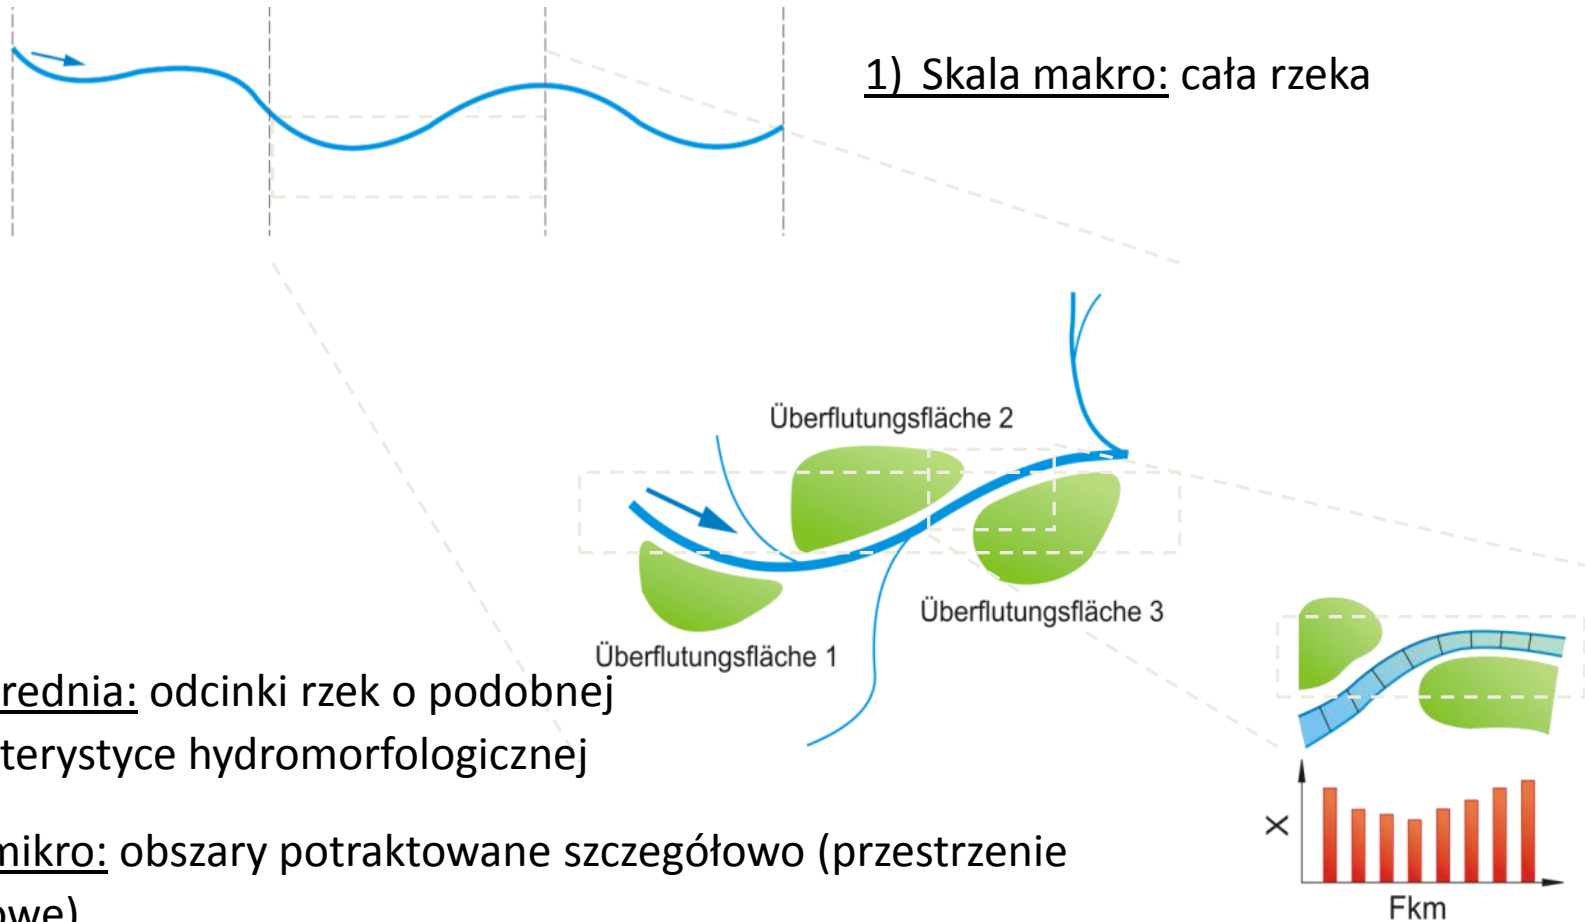 1) Skala makro: cała rzeka
Überflutungsfläche 2
Überflutungsfläche 3
Überflutungsfläche 1
rednia: odcinki rzek o podobnej
terystyce hydromorfologicznej
mikro: obszary potraktowane szczegółowo (przestrzenie
owe)
X
Fkm